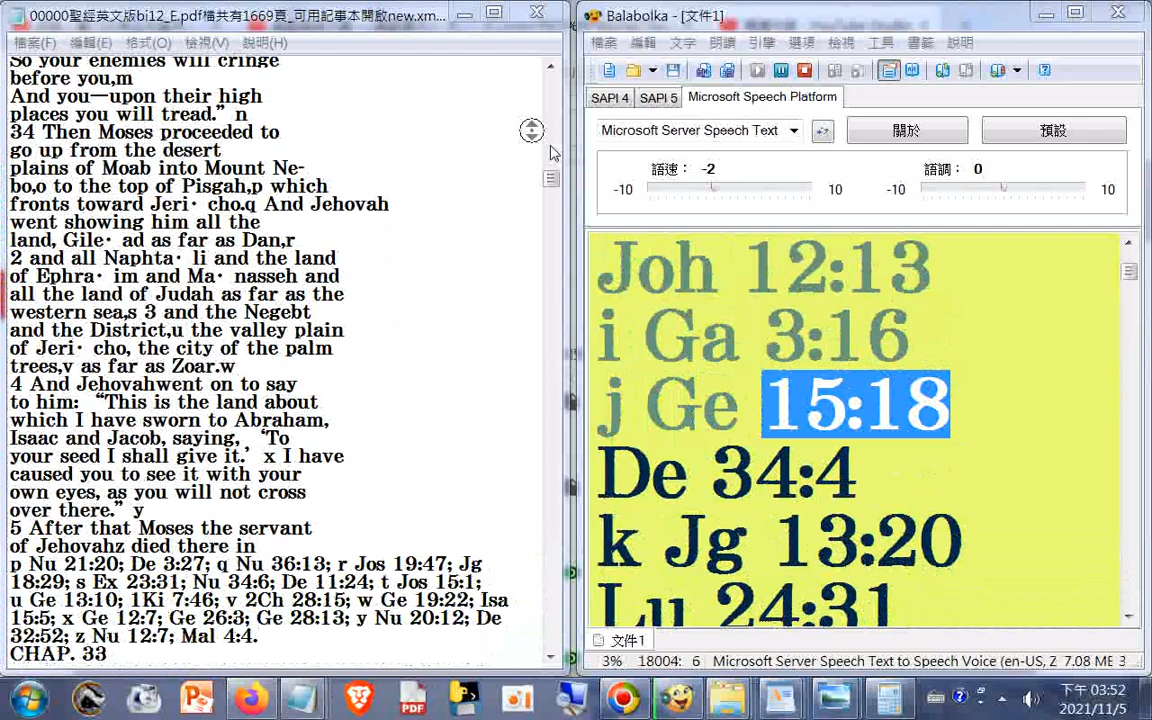 00000聖經英文版bi12_E.pdf檔共有1669頁_可用記事本開啟new.xm...
檔案(F) 編輯(E) 格式(O) 檢視(V) 說明(H)
So your enemies will cringe
before you,m
And you—upon their high
places you will tread.” n
34 Then Moses proceeded to
go up from the desert
plains of Moab into Mount Ne-
bo,o to the top of Pisgah,p which
fronts toward Jeri· cho.q And Jehovah
went showing him all the
land, Gile· ad as far as Dan,r
2 and all Naphta· li and the land
of Ephra· im and Ma· nasseh and
all the land of Judah as far as the
western sea,s 3 and the Negebt
and the District,u the valley plain
of Jeri· cho, the city of the palm
trees,v as far as Zoar.w
4 And Jehovahwent on to say
to him: “This is the land about
which I have sworn to Abraham,
Isaac and Jacob, saying, ‘To
your seed I shall give it.’ x I have
caused you to see it with your
own eyes, as you will not cross
over there.” y
5 After that Moses the servant
of Jehovahz died there in
p Nu 21:20; De 3:27; q Nu 36:13; r Jos 19:47; Jg
18:29; s Ex 23:31; Nu 34:6; De 11:24; t Jos 15:1;
u Ge 13:10; 1Ki 7:46; v 2Ch 28:15; w Ge 19:22; Isa
15:5; x Ge 12:7; Ge 26:3; Ge 28:13; y Nu 20:12; De
32:52; z Nu 12:7; Mal 4:4.
CHAP. 33
Balabolka - [文件1]
檔案 編輯 文字 朗讀 引擎 選項 檢視 工具 書籤 說明
SAPI 4 SAPI 5 Microsoft Speech Platform
Microsoft Server Speech Text 關於 預設
語速： -2 語調： 0
-10 10 -10 10
Joh 12:13
i Ga 3:16
j Ge 15:18
De 34:4
k Jg 13:20
Lu 24:31
文件1
3% 18004: 6 Microsoft Server Speech Text to Speech Voice (en-US, Z 7.08 ME 3
下午 03:52
2021/11/5